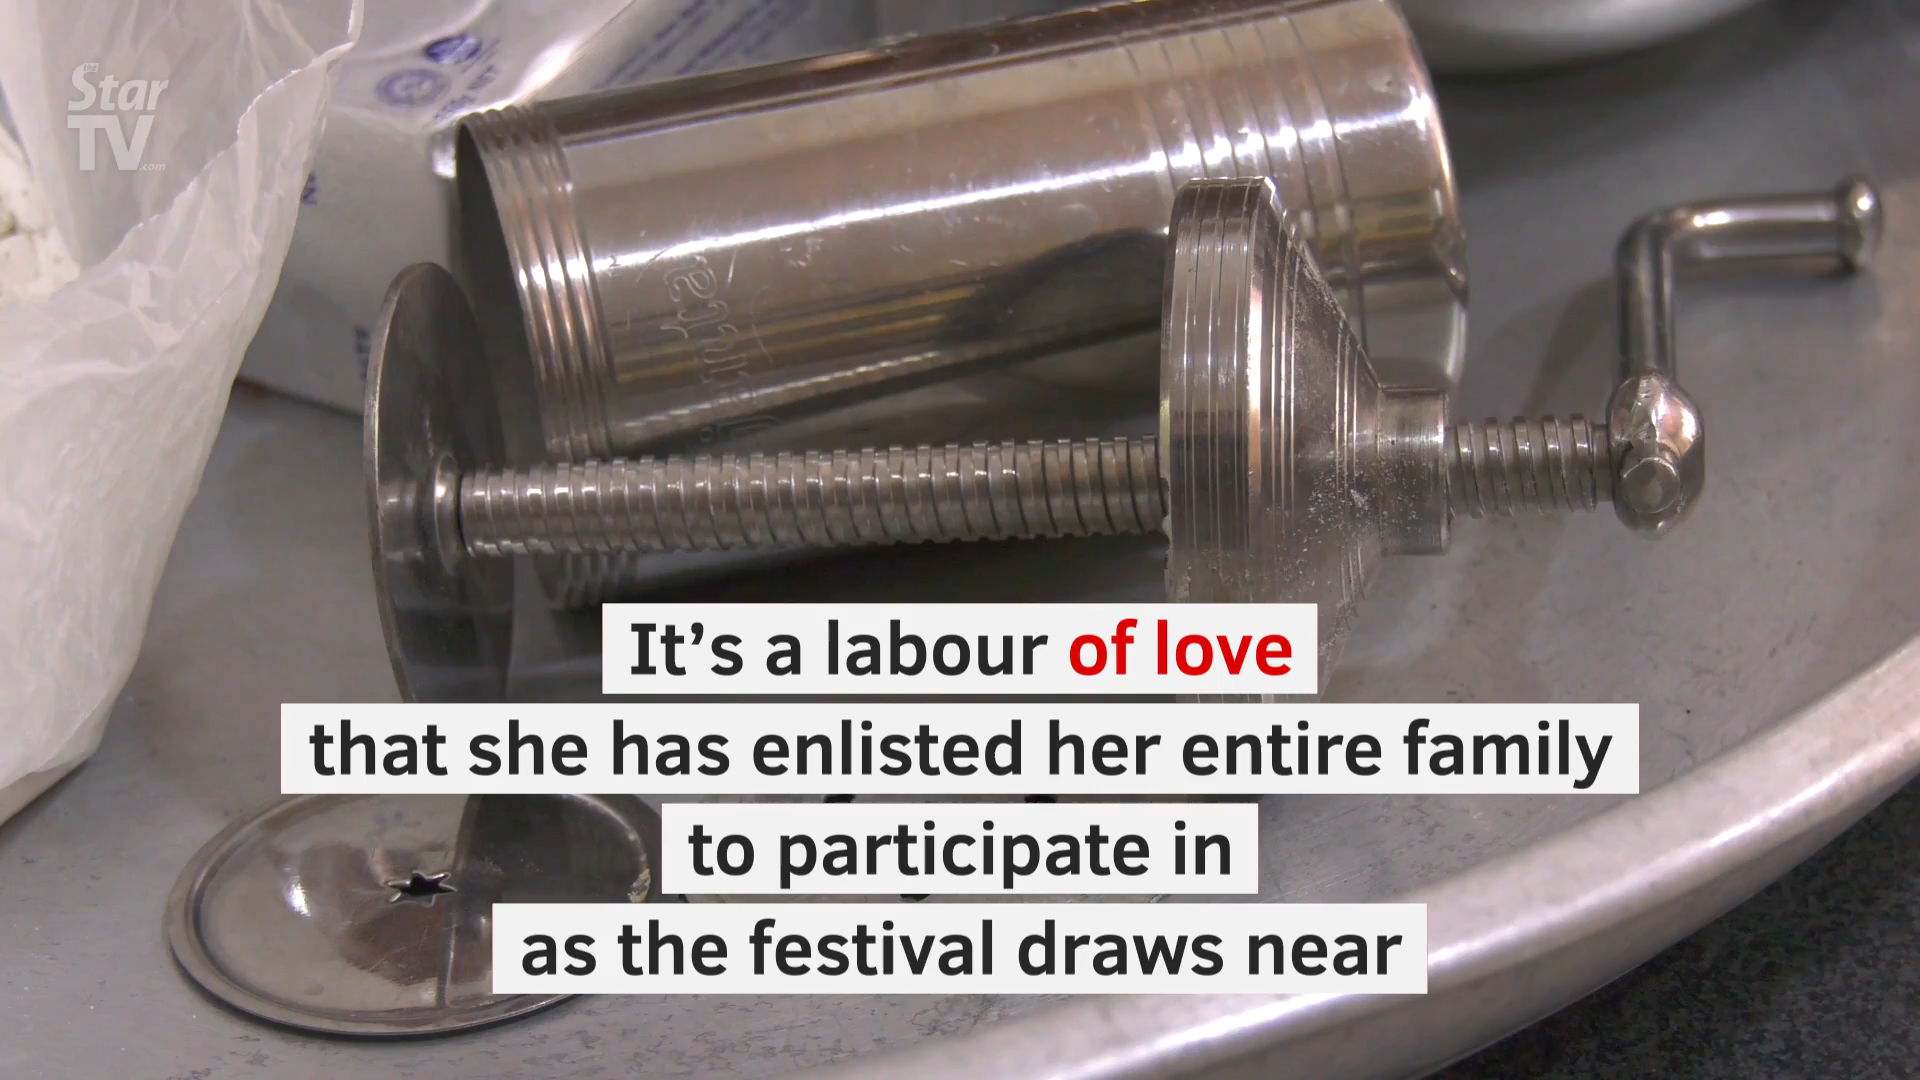 the
Star
TV
.com
It’s a labour of love
that she has enlisted her entire family
to participate in
as the festival draws near